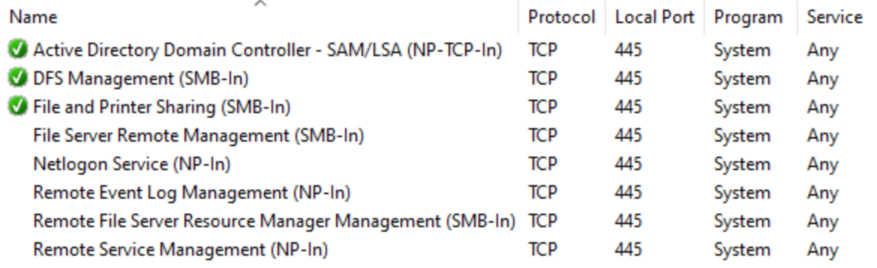 Name Protocol Local Port Program Service
Active Directory Domain Controller - SAM/LSA (NP-TCP-In) TCP 445 System Any
DFS Management (SMB-In) TCP 445 System Any
File and Printer Sharing (SMB-In) TCP 445 System Any
File Server Remote Management (SMB-In) TCP 445 System Any
Netlogon Service (NP-In) TCP 445 System Any
Remote Event Log Management (NP-In) TCP 445 System Any
Remote File Server Resource Manager Management (SMB-In) TCP 445 System Any
Remote Service Management (NP-In) TCP 445 System Any